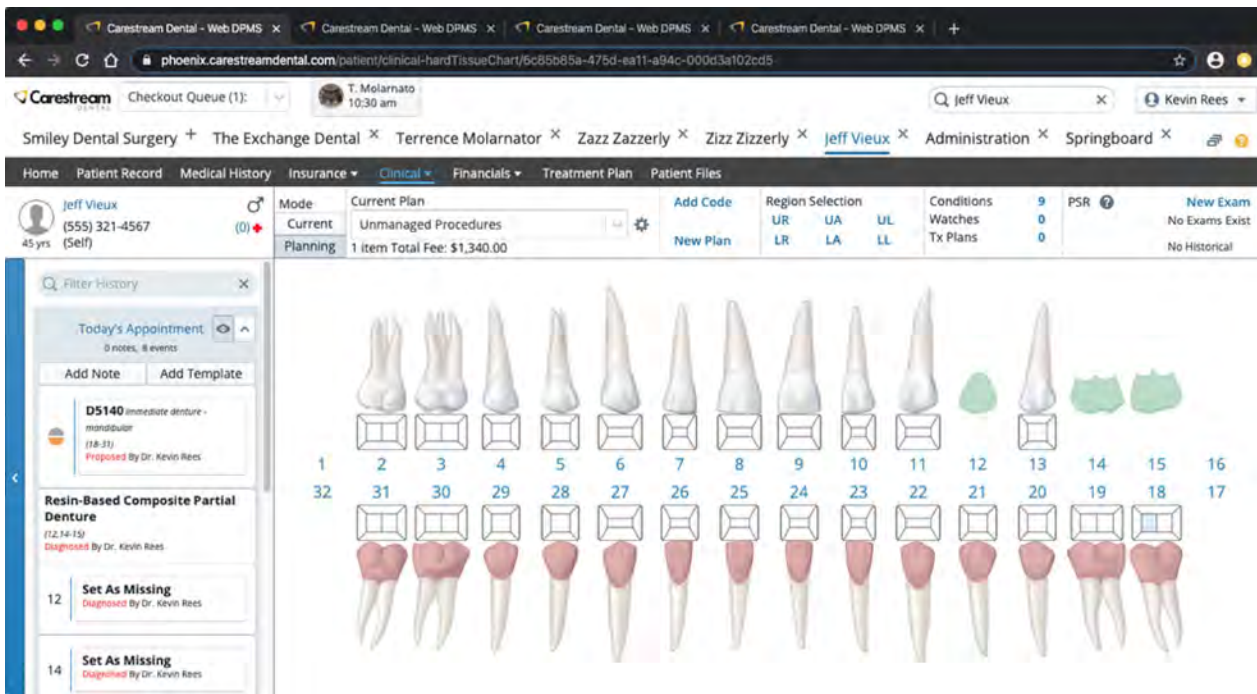 Carestream Dental – Web DPMS × Carestream Dental – Web DPMS × Carestream Dental – Web DPMS × Carestream Dental – Web DPMS × +
phoenix.carestreamdental.com/patient/clinical-hardTissueChart/6c85b85a-475d-ea11-a94c-000d3a102cd5
Carestream DENTAL Checkout Queue (1): T. Molarnato Jeff Vieux × Kevin Rees
10:30 am
Smiley Dental Surgery + The Exchange Dental × Terrence Molarnator × Zazz Zazzerly × Zizz Zizzerly × Jeff Vieux × Administration × Springboard ×
Home Patient Record Medical History Insurance Clinical Financials Treatment Plan Patient Files
Jeff Vieux
(555) 321-4567 (0)
45 yrs (Self)
Mode Current Plan Add Code Region Selection Conditions 9 PSR ? New Exam
Current Unmanaged Procedures UR UA UL Watches 0 No Exams Exist
Planning 1 item Total Fee: $1,340.00 New Plan LR LA LL Tx Plans 0 No Historical
Filter History ×
Today's Appointment
0 notes, 8 events
Add Note Add Template
D5140 immediate denture -
mandibular
(18-31)
Proposed By Dr. Kevin Rees
Resin-Based Composite Partial
Denture
(12,14-15)
Diagnosed By Dr. Kevin Rees
12 Set As Missing
Diagnosed By Dr. Kevin Rees
14 Set As Missing
Diagnosed By Dr. Kevin Rees
1 2 3 4 5 6 7 8 9 10 11 12 13 14 15 16
32 31 30 29 28 27 26 25 24 23 22 21 20 19 18 17